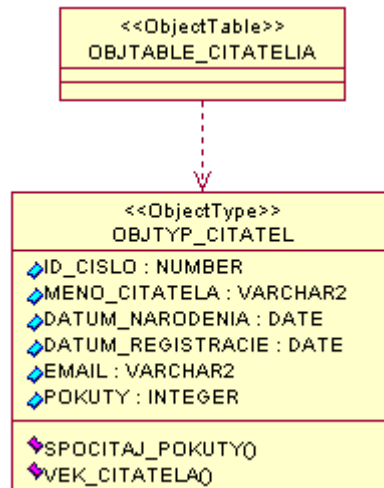 <<ObjectTable>>
OBJTABLE_CITATELIA
<<ObjectType>>
OBJTYP_CITATEL
ID_CISLO : NUMBER
MENO_CITATELA : VARCHAR2
DATUM_NARODENIA : DATE
DATUM_REGISTRACIE : DATE
EMAIL : VARCHAR2
POKUTY : INTEGER
SPOCITAJ_POKUTY()
VEK_CITATELA()